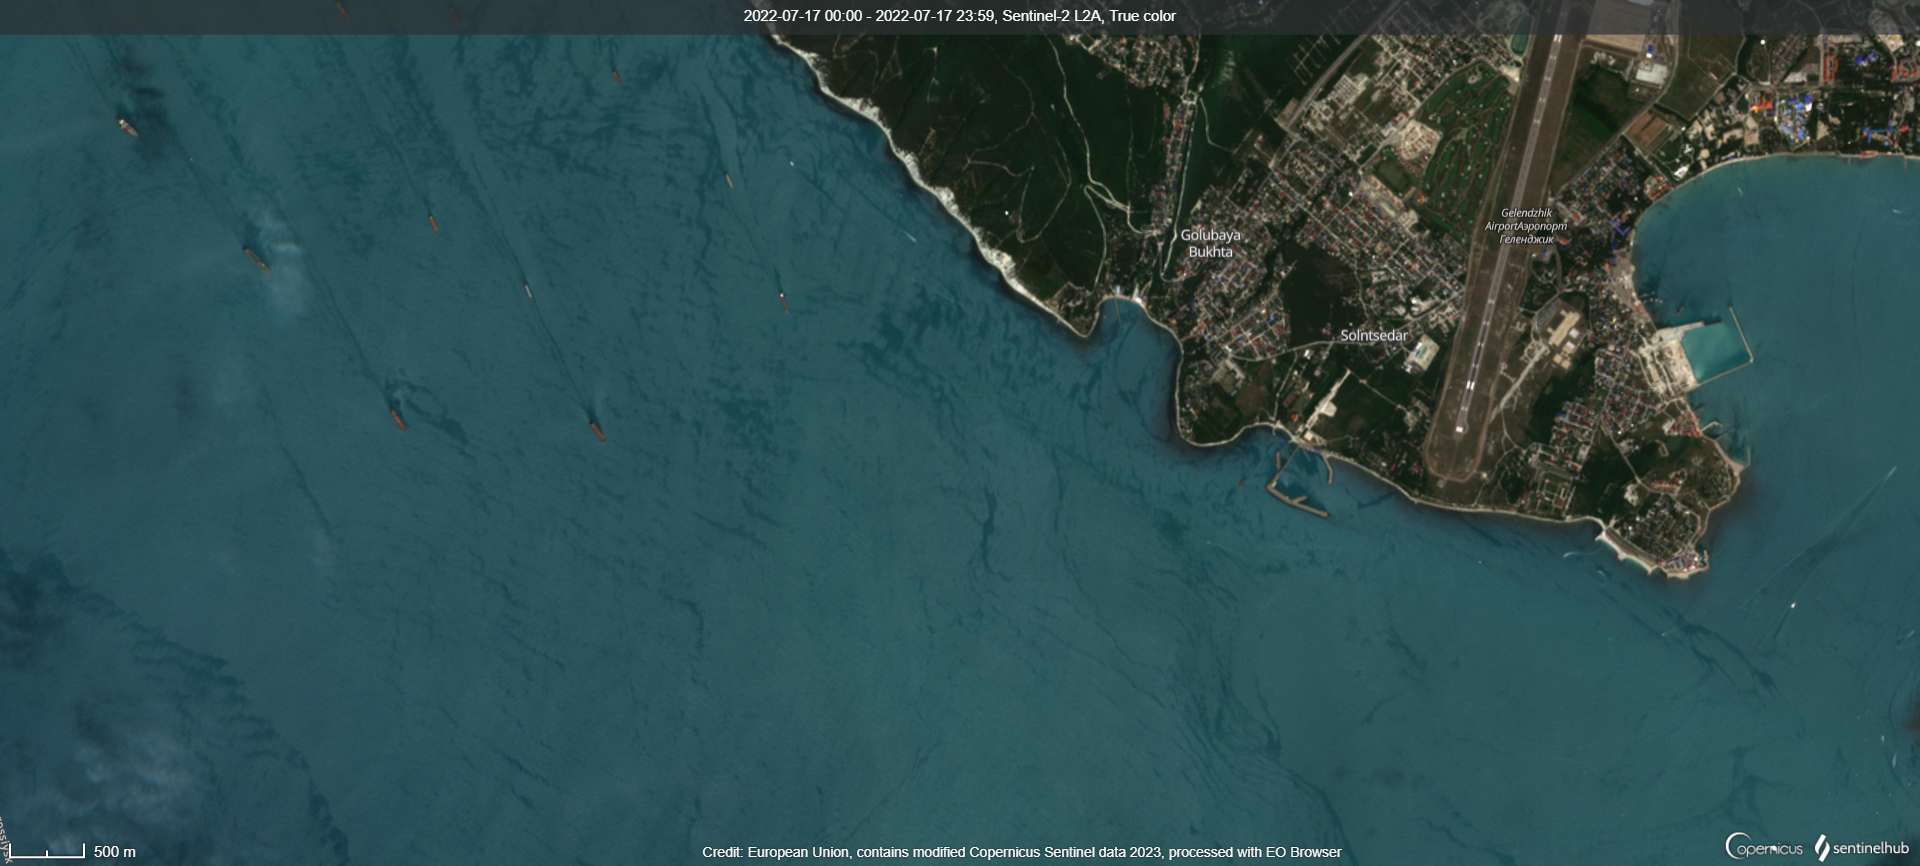 2022-07-17 00:00 - 2022-07-17 23:59, Sentinel-2 L2A, True color
Gelendzhik
AirportАэропорт
Геленджик
Golubaya
Bukhta
Solntsedar
500 m
Credit: European Union, contains modified Copernicus Sentinel data 2023, processed with EO Browser
opernicus
sentinelhub